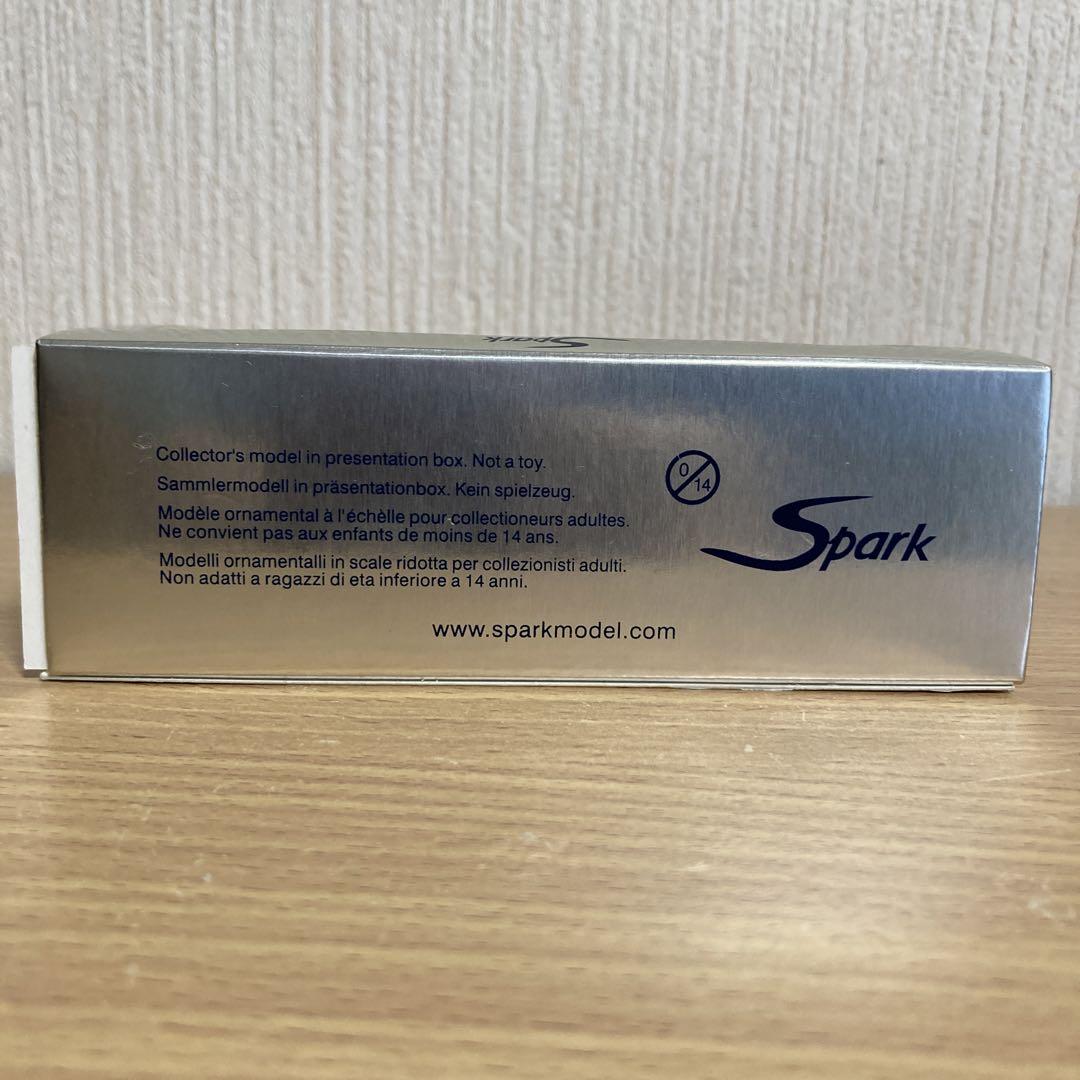 Spark
Collector's model in presentation box. Not a toy.
Sammlermodell in präsentationbox. Kein spielzeug.
Modèle ornamental à l'échèlle pour collectioneurs adultes.
Ne convient pas aux enfants de moins de 14 ans.
Modelli ornamentalli in scale ridotta per collezionisti adulti.
Non adatti a ragazzi di eta inferiore a 14 anni.
0/14
Spark
www.sparkmodel.com